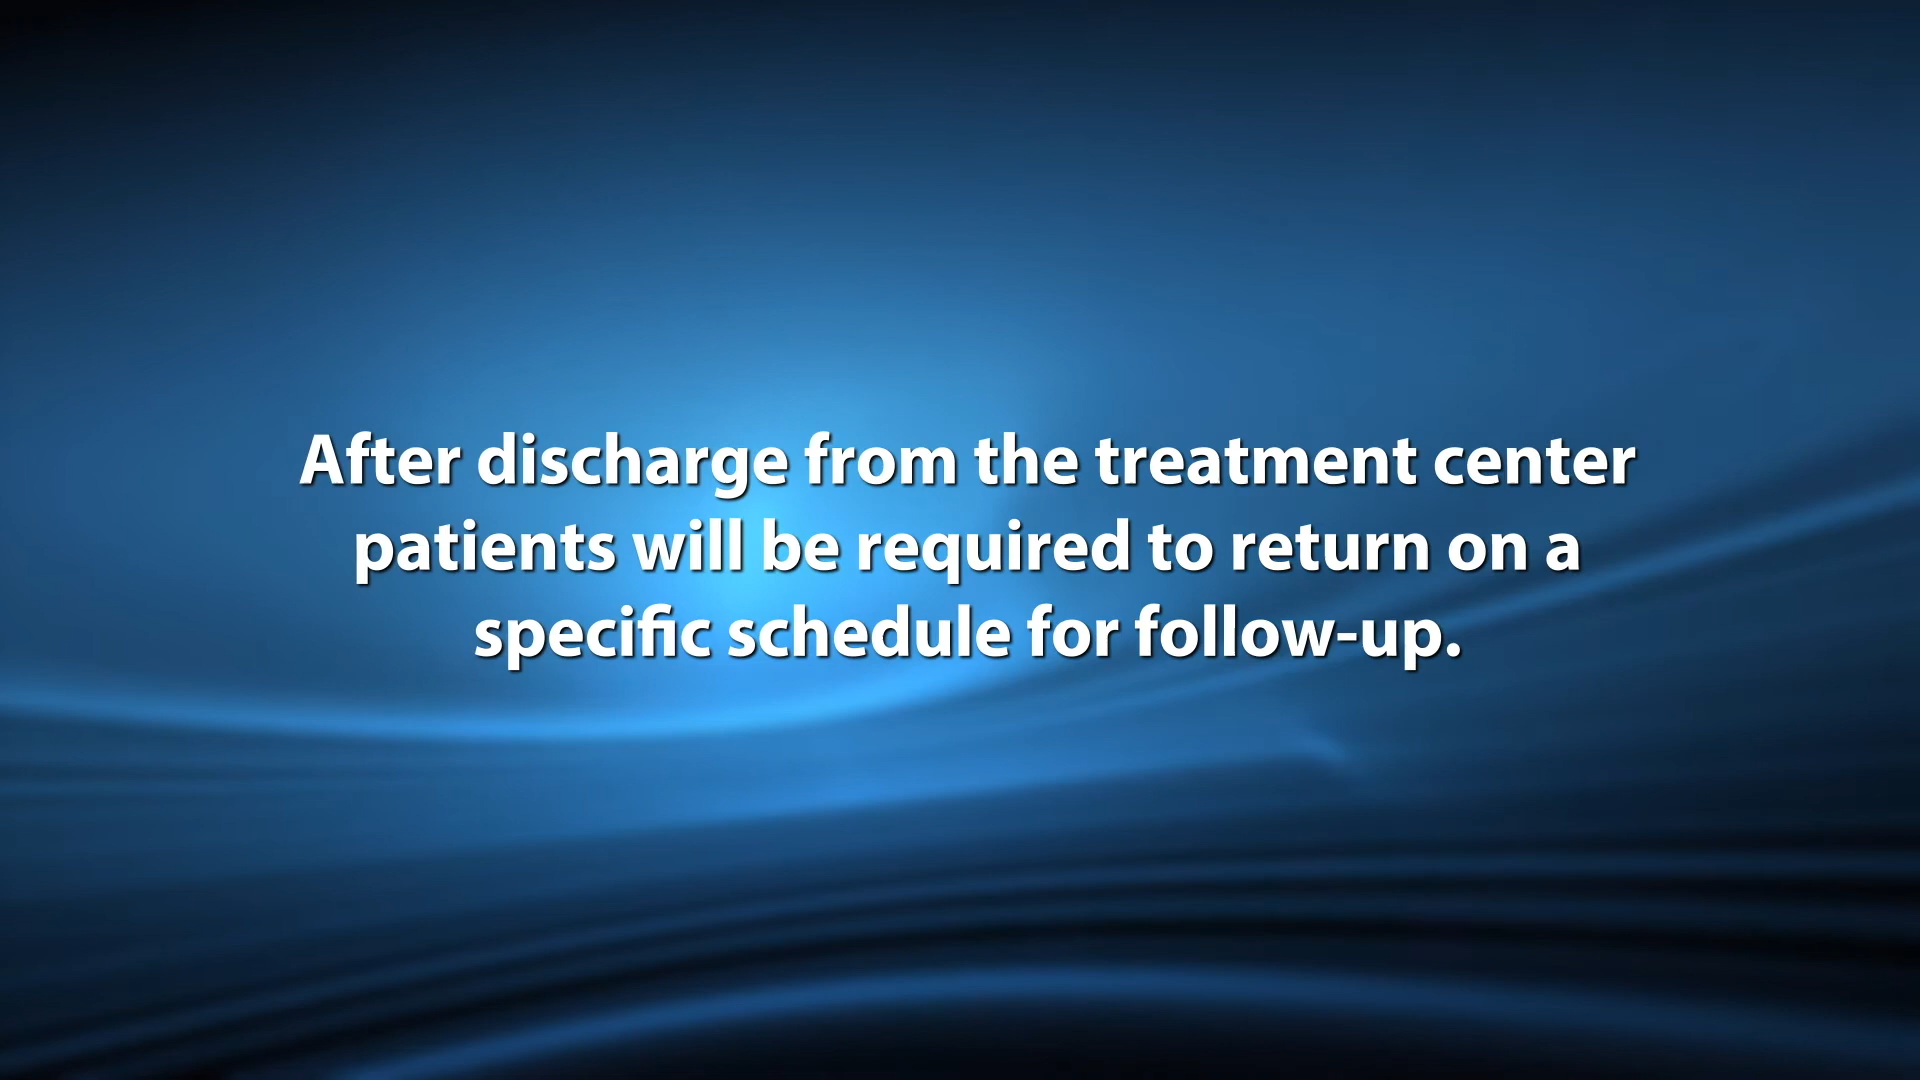 After discharge from the treatment center
patients will be required to return on a
specific schedule for follow-up.